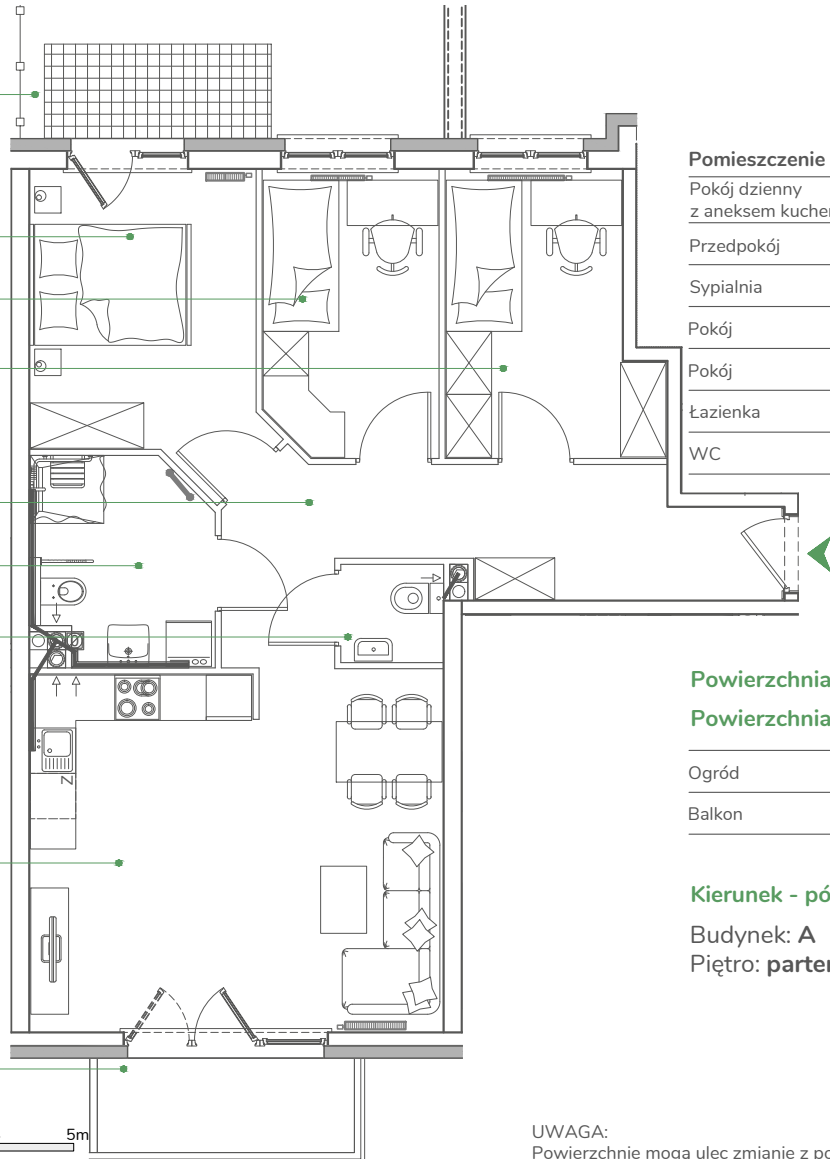 Pomieszczenie
Pokój dzienny
z aneksem kuchen
Przedpokój
Sypialnia
Pokój
Pokój
Łazienka
WC
Z
Powierzchnia
Powierzchnia
Ogród
Balkon
Kierunek - pó
Budynek: A
Piętro: parter
5m
UWAGA:
Powierzchnie mogą ulec zmianie z po